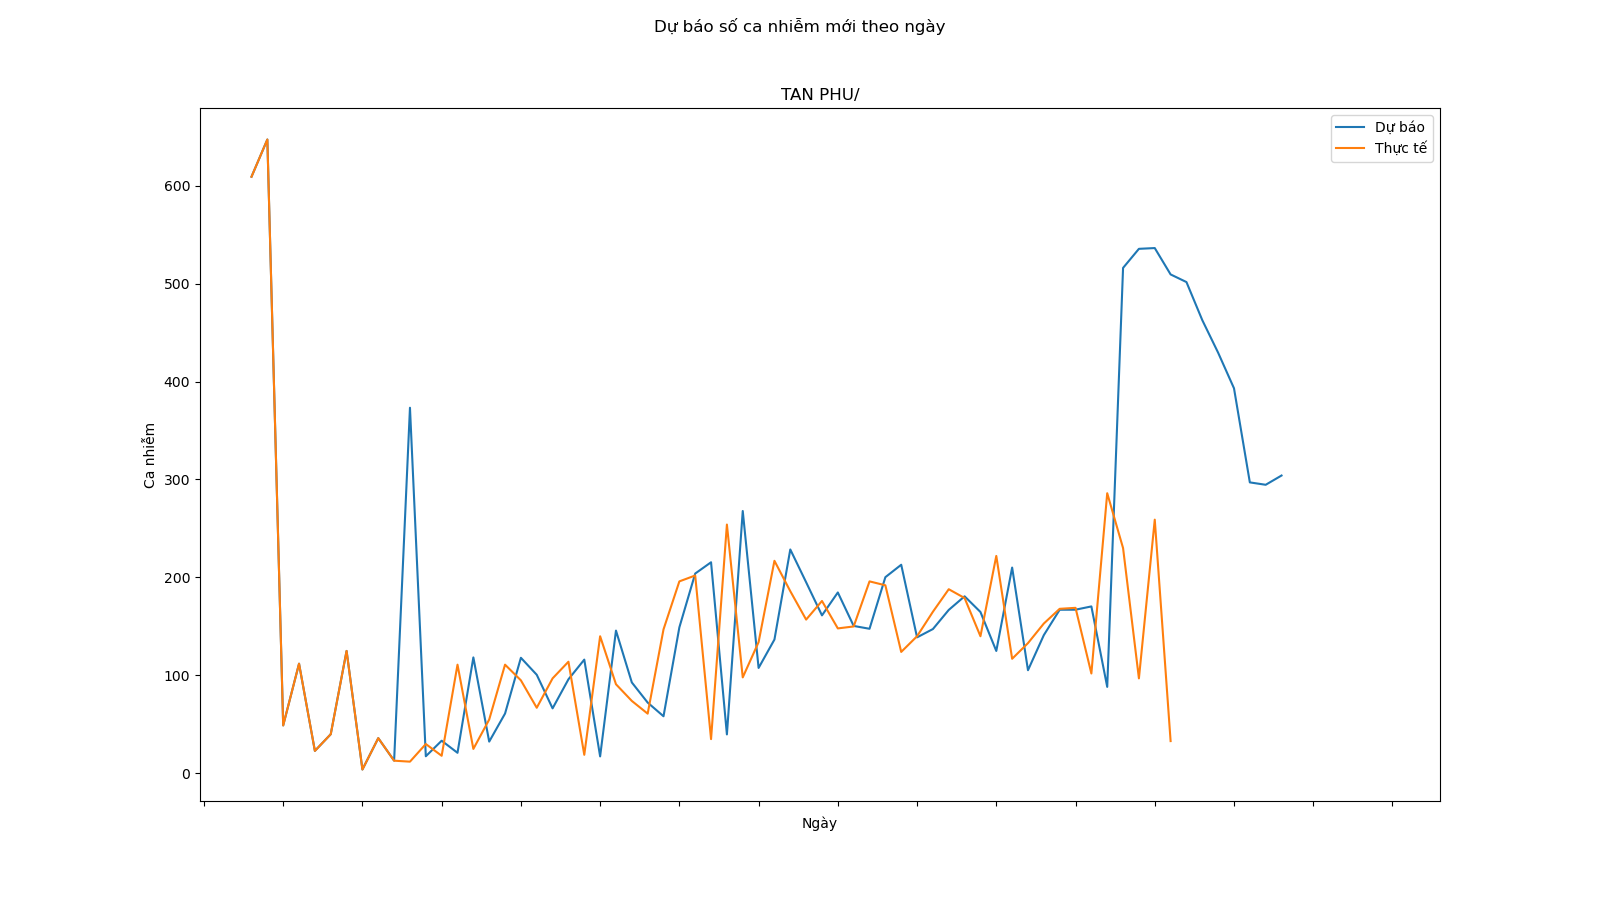 Dự báo số ca nhiễm mới theo ngày
TAN PHU/
Dự báo
Thực tế
600
500
400
300
200
100
0
Ca nhiễm
Ngày